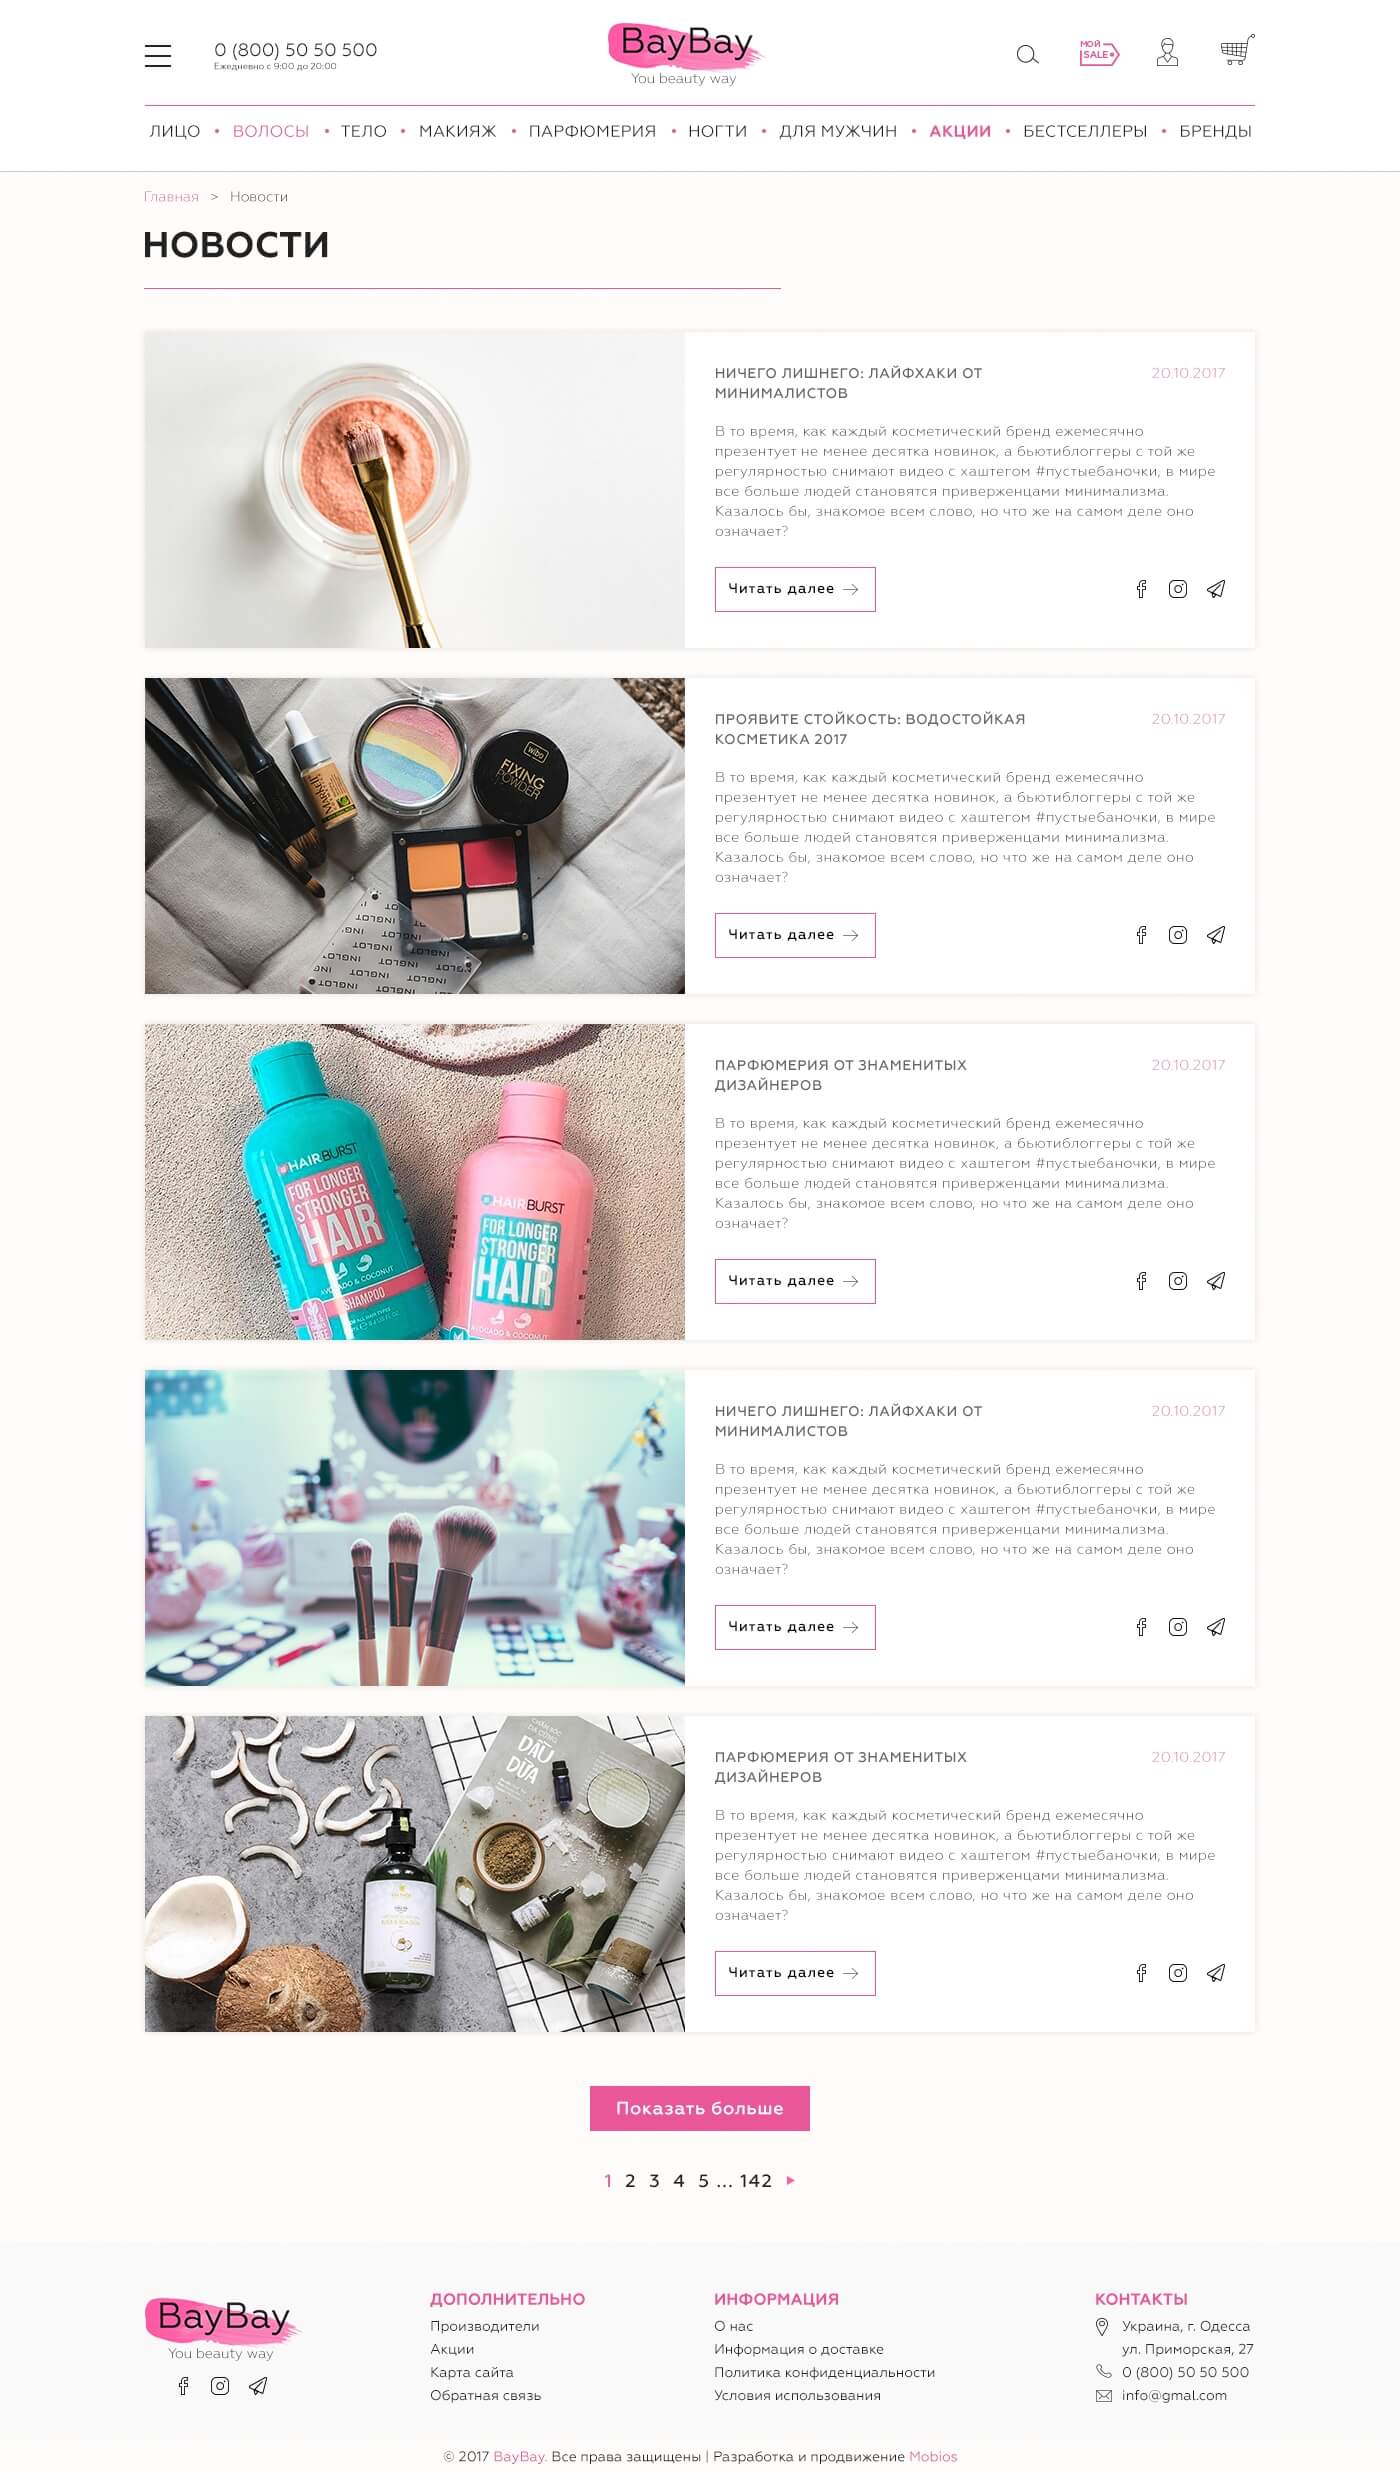 0 (800) 50 50 500
Ежедневно с 9:00 до 20:00
BayBay
You beauty way
МОЙ
SALE
ЛИЦО • ВОЛОСЫ • ТЕЛО • МАКИЯЖ • ПАРФЮМЕРИЯ • НОГТИ • ДЛЯ МУЖЧИН • АКЦИИ • БЕСТСЕЛЛЕРЫ • БРЕНДЫ
Главная > Новости
НОВОСТИ
НИЧЕГО ЛИШНЕГО: ЛАЙФХАКИ ОТ
МИНИМАЛИСТОВ
20.10.2017
В то время, как каждый косметический бренд ежемесячно
презентует не менее десятка новинок, а бьютиблоггеры с той же
регулярностью снимают видео с хаштегом #пустыебаночки, в мире
все больше людей становятся приверженцами минимализма.
Казалось бы, знакомое всем слово, но что же на самом деле оно
означает?
Читать далее
wibo
FIXING
POWDER
INGLOT
ПРОЯВИТЕ СТОЙКОСТЬ: ВОДОСТОЙКАЯ
КОСМЕТИКА 2017
20.10.2017
В то время, как каждый косметический бренд ежемесячно
презентует не менее десятка новинок, а бьютиблоггеры с той же
регулярностью снимают видео с хаштегом #пустыебаночки, в мире
все больше людей становятся приверженцами минимализма.
Казалось бы, знакомое всем слово, но что же на самом деле оно
означает?
Читать далее
HAIRBURST
FOR LONGER
STRONGER
HAIR
AVOCADO & COCONUT
SHAMPOO
HAIRBURST
FOR LONGER
STRONGER
HAIR
AVOCADO & COCONUT
ПАРФЮМЕРИЯ ОТ ЗНАМЕНИТЫХ
ДИЗАЙНЕРОВ
20.10.2017
В то время, как каждый косметический бренд ежемесячно
презентует не менее десятка новинок, а бьютиблоггеры с той же
регулярностью снимают видео с хаштегом #пустыебаночки, в мире
все больше людей становятся приверженцами минимализма.
Казалось бы, знакомое всем слово, но что же на самом деле оно
означает?
Читать далее
НИЧЕГО ЛИШНЕГО: ЛАЙФХАКИ ОТ
МИНИМАЛИСТОВ
20.10.2017
В то время, как каждый косметический бренд ежемесячно
презентует не менее десятка новинок, а бьютиблоггеры с той же
регулярностью снимают видео с хаштегом #пустыебаночки, в мире
все больше людей становятся приверженцами минимализма.
Казалось бы, знакомое всем слово, но что же на самом деле оно
означает?
Читать далее
DẦU
DỪA
ПАРФЮМЕРИЯ ОТ ЗНАМЕНИТЫХ
ДИЗАЙНЕРОВ
20.10.2017
В то время, как каждый косметический бренд ежемесячно
презентует не менее десятка новинок, а бьютиблоггеры с той же
регулярностью снимают видео с хаштегом #пустыебаночки, в мире
все больше людей становятся приверженцами минимализма.
Казалось бы, знакомое всем слово, но что же на самом деле оно
означает?
Читать далее
Показать больше
1 2 3 4 5 ... 142
BayBay
You beauty way
ДОПОЛНИТЕЛЬНО
Производители
Акции
Карта сайта
Обратная связь
ИНФОРМАЦИЯ
О нас
Информация о доставке
Политика конфиденциальности
Условия использования
КОНТАКТЫ
Украина, г. Одесса
ул. Приморская, 27
0 (800) 50 50 500
info@gmal.com
© 2017 BayBay. Все права защищены | Разработка и продвижение Mobios